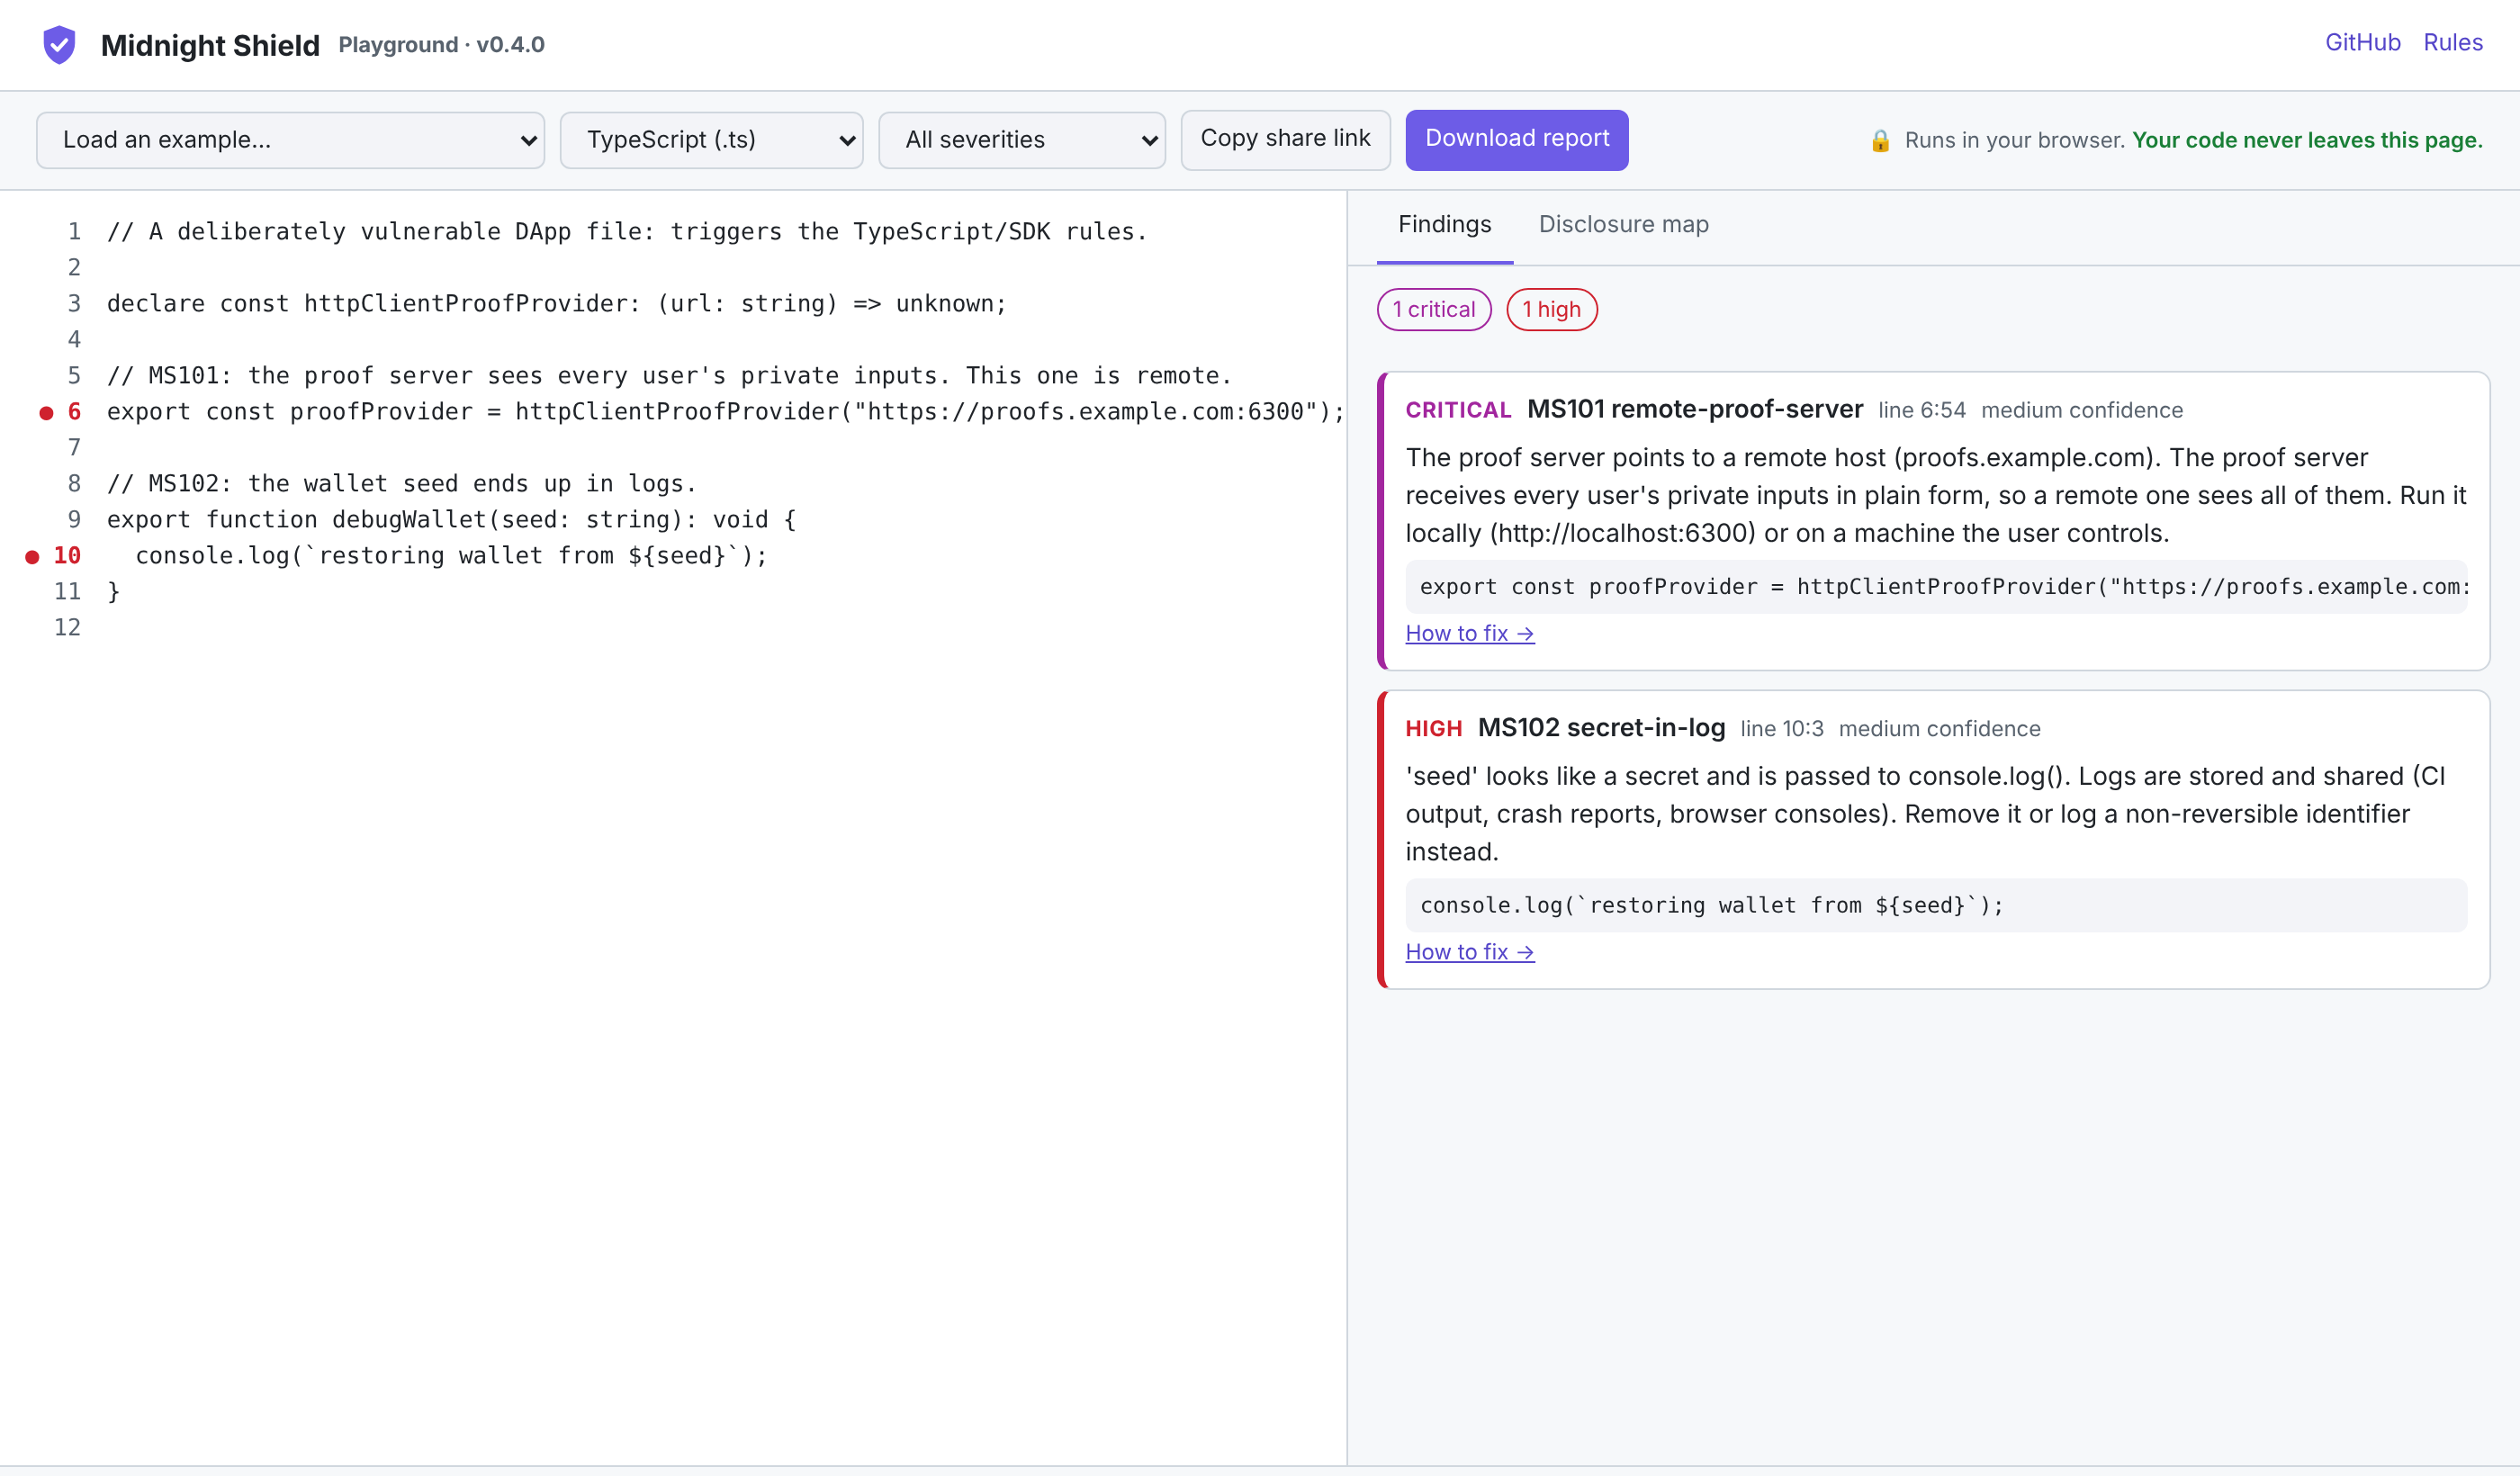 Midnight Shield Playground · v0.4.0
GitHub Rules
Load an example... TypeScript (.ts) All severities Copy share link Download report 🔒 Runs in your browser. Your code never leaves this page.
1 // A deliberately vulnerable DApp file: triggers the TypeScript/SDK rules.
2
3 declare const httpClientProofProvider: (url: string) => unknown;
4
5 // MS101: the proof server sees every user's private inputs. This one is remote.
6 export const proofProvider = httpClientProofProvider("https://proofs.example.com:6300");
7
8 // MS102: the wallet seed ends up in logs.
9 export function debugWallet(seed: string): void {
10   console.log(`restoring wallet from ${seed}`);
11 }
12
Findings Disclosure map
1 critical 1 high
CRITICAL MS101 remote-proof-server line 6:54 medium confidence
The proof server points to a remote host (proofs.example.com). The proof server
receives every user's private inputs in plain form, so a remote one sees all of them. Run it
locally (http://localhost:6300) or on a machine the user controls.
export const proofProvider = httpClientProofProvider("https://proofs.example.com:
How to fix →
HIGH MS102 secret-in-log line 10:3 medium confidence
'seed' looks like a secret and is passed to console.log(). Logs are stored and shared (CI
output, crash reports, browser consoles). Remove it or log a non-reversible identifier
instead.
console.log(`restoring wallet from ${seed}`);
How to fix →